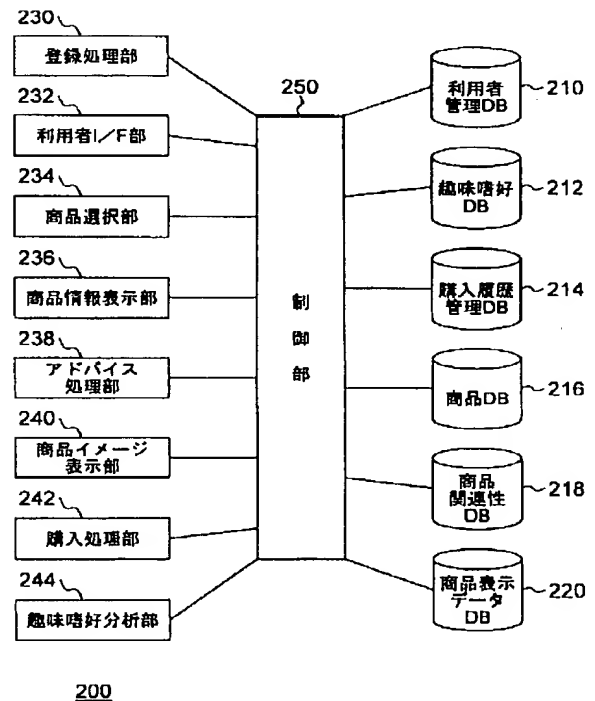 230
登録処理部
232
利用者I／F部
234
商品選択部
236
商品情報表示部
238
アドバイス
処理部
240
商品イメージ
表示部
242
購入処理部
244
趣味嗜好分析部
250
制
御
部
利用者
管理DB
210
趣味嗜好
DB
212
購入履歴
管理DB
214
商品DB
216
商品
関連性
DB
218
商品表示
データ
DB
220
200